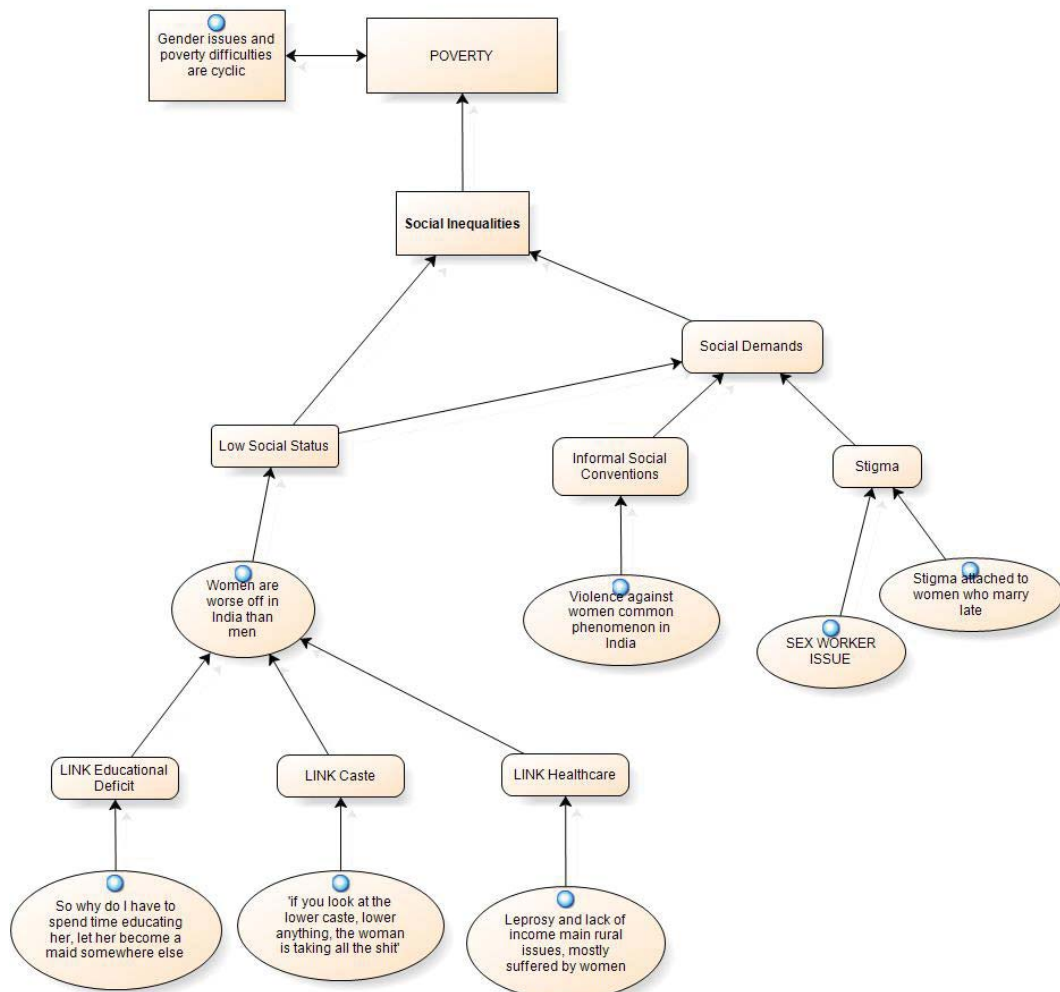 Gender issues and
poverty difficulties
are cyclic
POVERTY
Social Inequalities
Social Demands
Low Social Status
Informal Social
Conventions
Stigma
Women are
worse off in
India than
men
Violence against
women common
phenomenon in
India
SEX WORKER
ISSUE
Stigma attached to
women who marry
late
LINK Educational
Deficit
LINK Caste
LINK Healthcare
So why do I have to
spend time educating
her, let her become a
maid somewhere else
'if you look at the
lower caste, lower
anything, the woman
is taking all the shit'
Leprosy and lack of
income main rural
issues, mostly
suffered by women